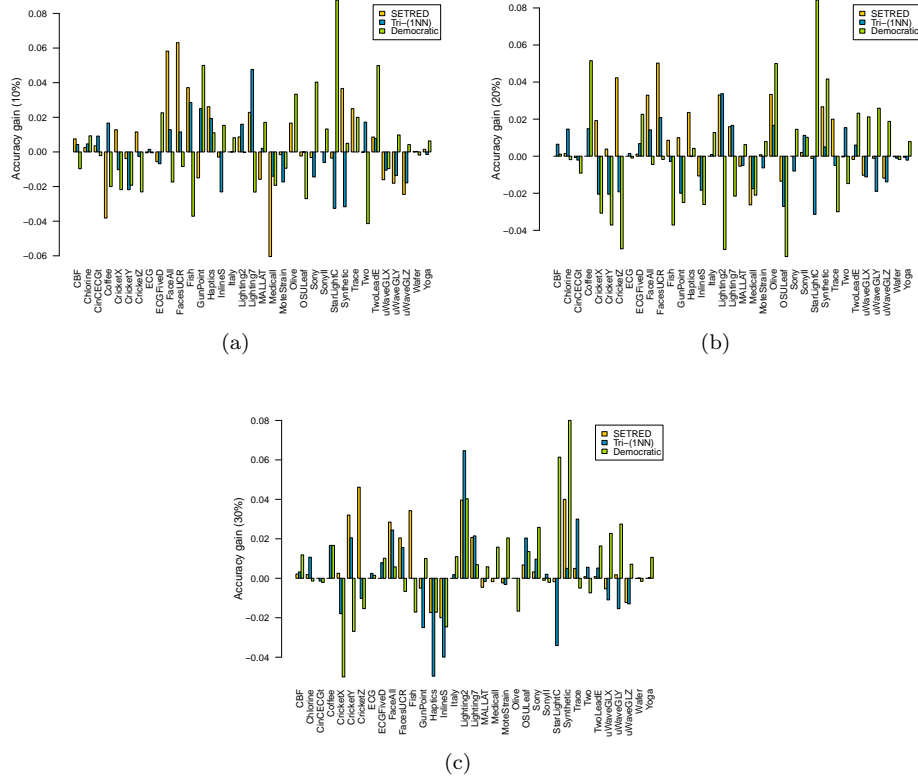 Accuracy gain (10%)
0.08
0.06
0.04
0.02
0.00
−0.02
−0.04
−0.06
SETRED
Tri−(1NN)
Democratic
CBF
Chlorine
CinCECGt
Coffee
CricketX
CricketY
CricketZ
ECG
ECGFiveD
FaceAll
FacesUCR
Fish
GunPoint
Haptics
InlineS
Italy
Lighting2
Lighting7
MALLAT
Medicall
MoteStrain
Olive
OSULeaf
Sony
SonyII
StarLightC
Synthetic
Trace
Two
TwoLeadE
uWaveGLX
uWaveGLY
uWaveGLZ
Wafer
Yoga
(a)
Accuracy gain (20%)
0.08
0.06
0.04
0.02
0.00
−0.02
−0.04
SETRED
Tri−(1NN)
Democratic
CBF
Chlorine
CinCECGt
Coffee
CricketX
CricketY
CricketZ
ECG
ECGFiveD
FaceAll
FacesUCR
Fish
GunPoint
Haptics
InlineS
Italy
Lighting2
Lighting7
MALLAT
Medicall
MoteStrain
Olive
OSULeaf
Sony
SonyII
StarLightC
Synthetic
Trace
Two
TwoLeadE
uWaveGLX
uWaveGLY
uWaveGLZ
Wafer
Yoga
(b)
Accuracy gain (30%)
0.08
0.06
0.04
0.02
0.00
−0.02
−0.04
SETRED
Tri−(1NN)
Democratic
CBF
Chlorine
CinCECGt
Coffee
CricketX
CricketY
CricketZ
ECG
ECGFiveD
FaceAll
FacesUCR
Fish
GunPoint
Haptics
InlineS
Italy
Lighting2
Lighting7
MALLAT
Medicall
MoteStrain
Olive
OSULeaf
Sony
SonyII
StarLightC
Synthetic
Trace
Two
TwoLeadE
uWaveGLX
uWaveGLY
uWaveGLZ
Wafer
Yoga
(c)